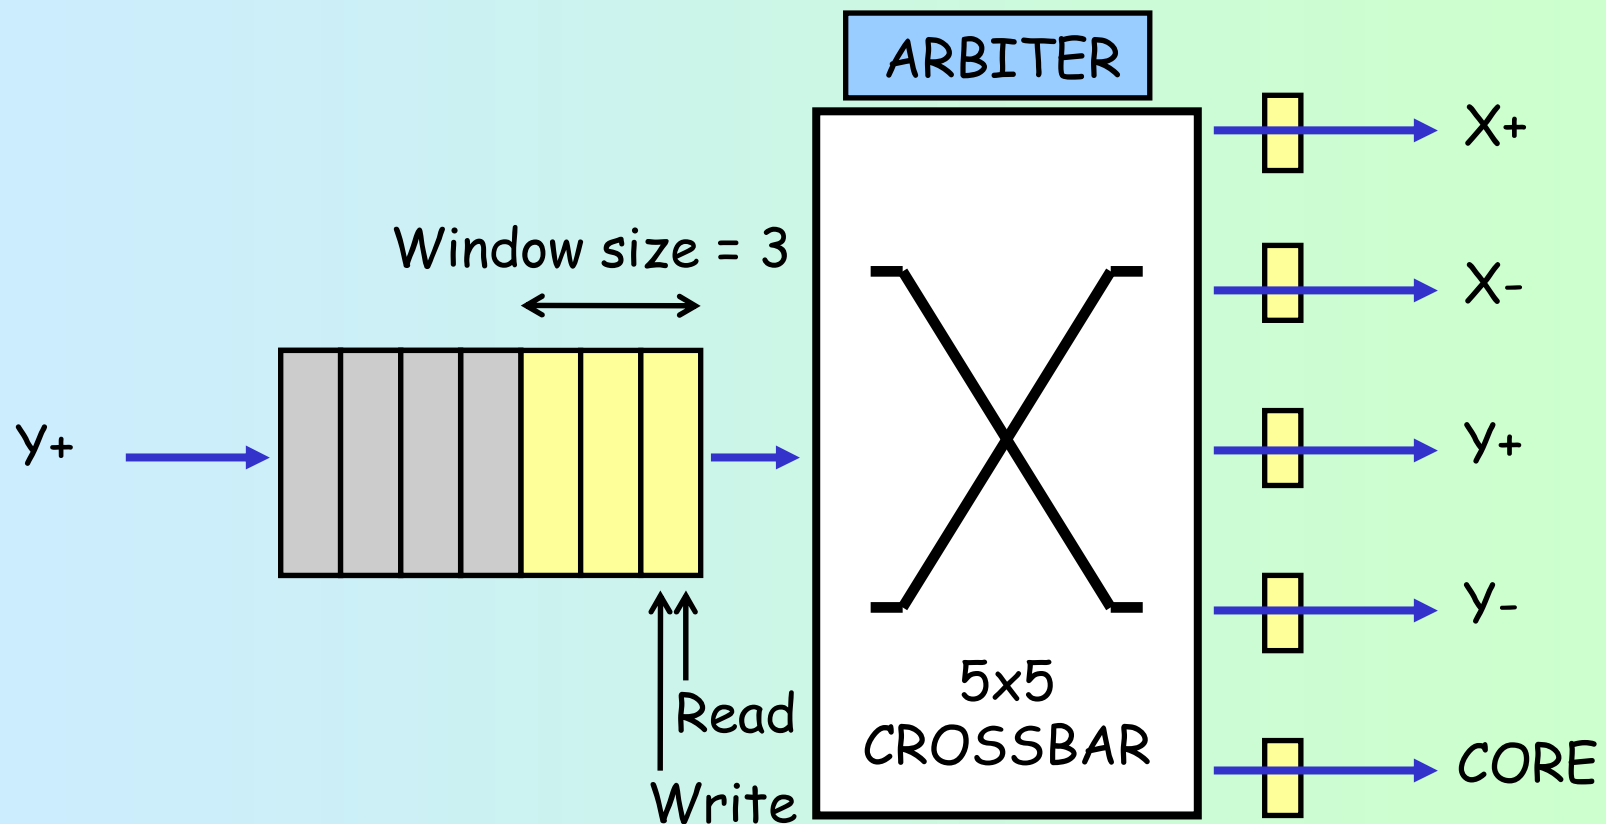 ARBITER
X+
Window size = 3
X-
Y+
Y+
Y-
5x5
CROSSBAR
Read
Write
CORE